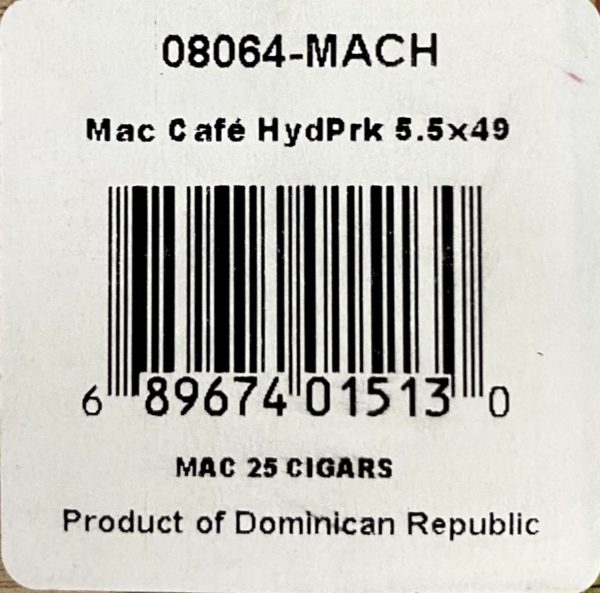 08064-MACH
Mac Café HydPrk 5.5x49
6 89674 01513 0
MAC 25 CIGARS
Product of Dominican Republic